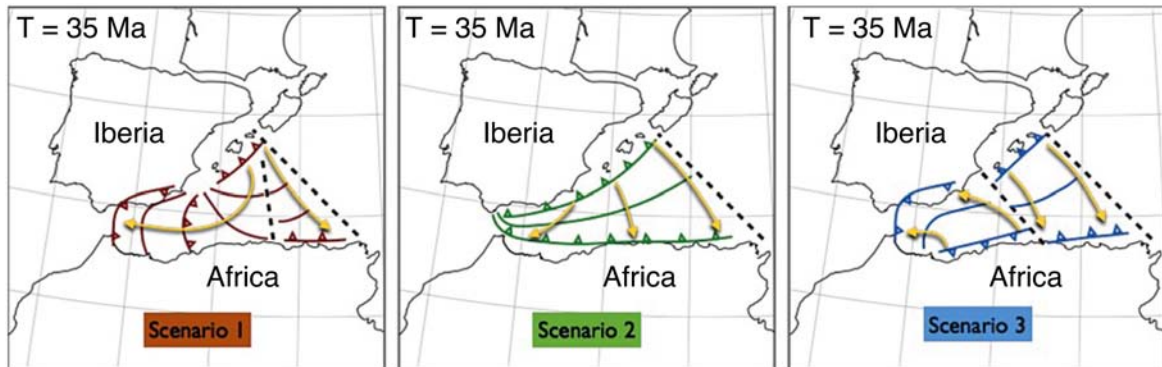 T = 35 Ma
Iberia
Africa
Scenario 1
T = 35 Ma
Iberia
Africa
Scenario 2
T = 35 Ma
Iberia
Africa
Scenario 3